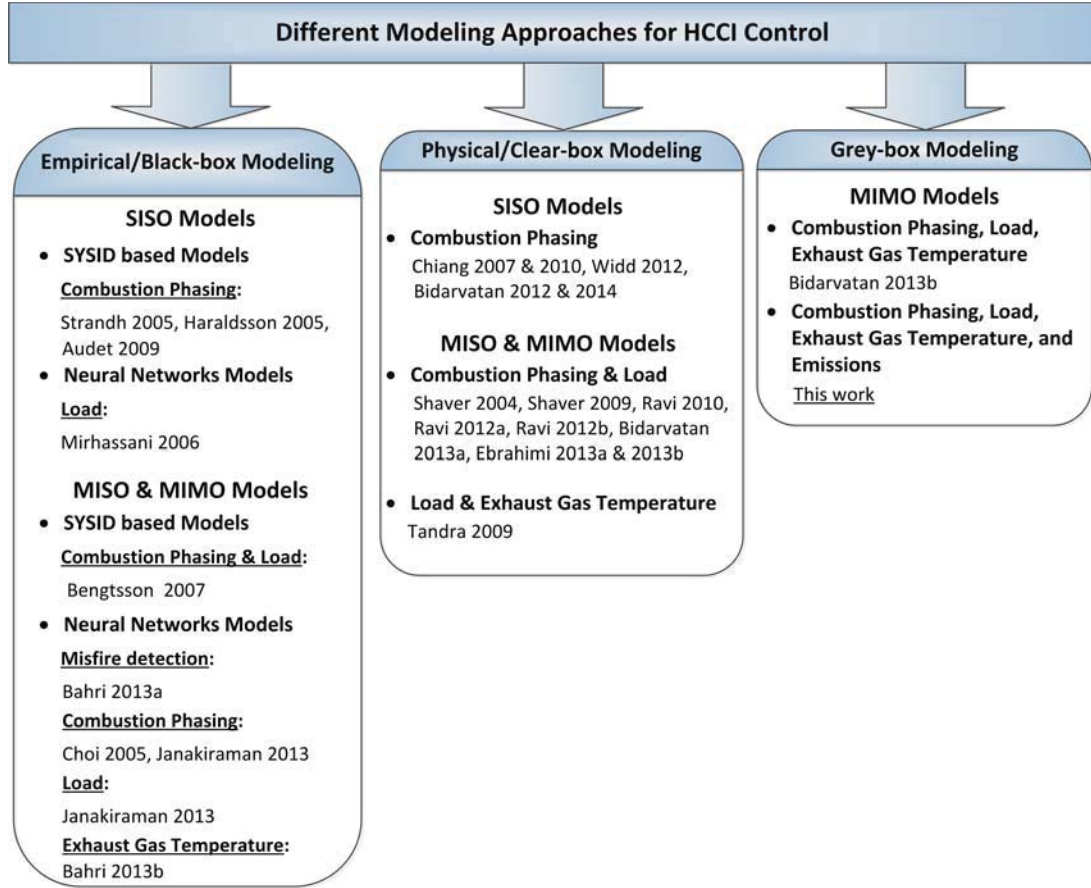 Different Modeling Approaches for HCCI Control
Empirical/Black-box Modeling
SISO Models
• SYSID based Models
Combustion Phasing:
Strandh 2005, Haraldsson 2005,
Audet 2009
• Neural Networks Models
Load:
Mirhassani 2006
MISO & MIMO Models
• SYSID based Models
Combustion Phasing & Load:
Bengtsson 2007
• Neural Networks Models
Misfire detection:
Bahri 2013a
Combustion Phasing:
Choi 2005, Janakiraman 2013
Load:
Janakiraman 2013
Exhaust Gas Temperature:
Bahri 2013b
Physical/Clear-box Modeling
SISO Models
• Combustion Phasing
Chiang 2007 & 2010, Widd 2012,
Bidarvatan 2012 & 2014
MISO & MIMO Models
• Combustion Phasing & Load
Shaver 2004, Shaver 2009, Ravi 2010,
Ravi 2012a, Ravi 2012b, Bidarvatan
2013a, Ebrahimi 2013a & 2013b
• Load & Exhaust Gas Temperature
Tandra 2009
Grey-box Modeling
MIMO Models
• Combustion Phasing, Load,
Exhaust Gas Temperature
Bidarvatan 2013b
• Combustion Phasing, Load,
Exhaust Gas Temperature, and
Emissions
This work